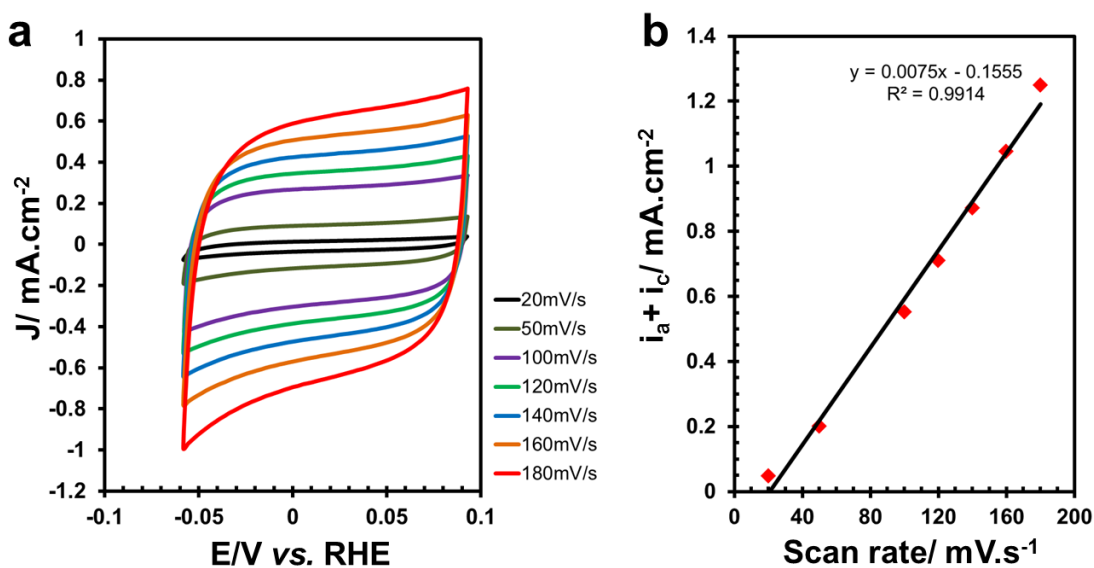 a
1
0.8
0.6
0.4
0.2
0
-0.2
-0.4
-0.6
-0.8
-1
-1.2
-0.1
-0.05
0
0.05
0.1
J/ mA.cm-2
E/V vs. RHE
20mV/s
50mV/s
100mV/s
120mV/s
140mV/s
160mV/s
180mV/s
b
y = 0.0075x - 0.1555
R² = 0.9914
1.4
1.2
1
0.8
0.6
0.4
0.2
0
0
40
80
120
160
200
ia+ ic/ mA.cm-2
Scan rate/ mV.s-1